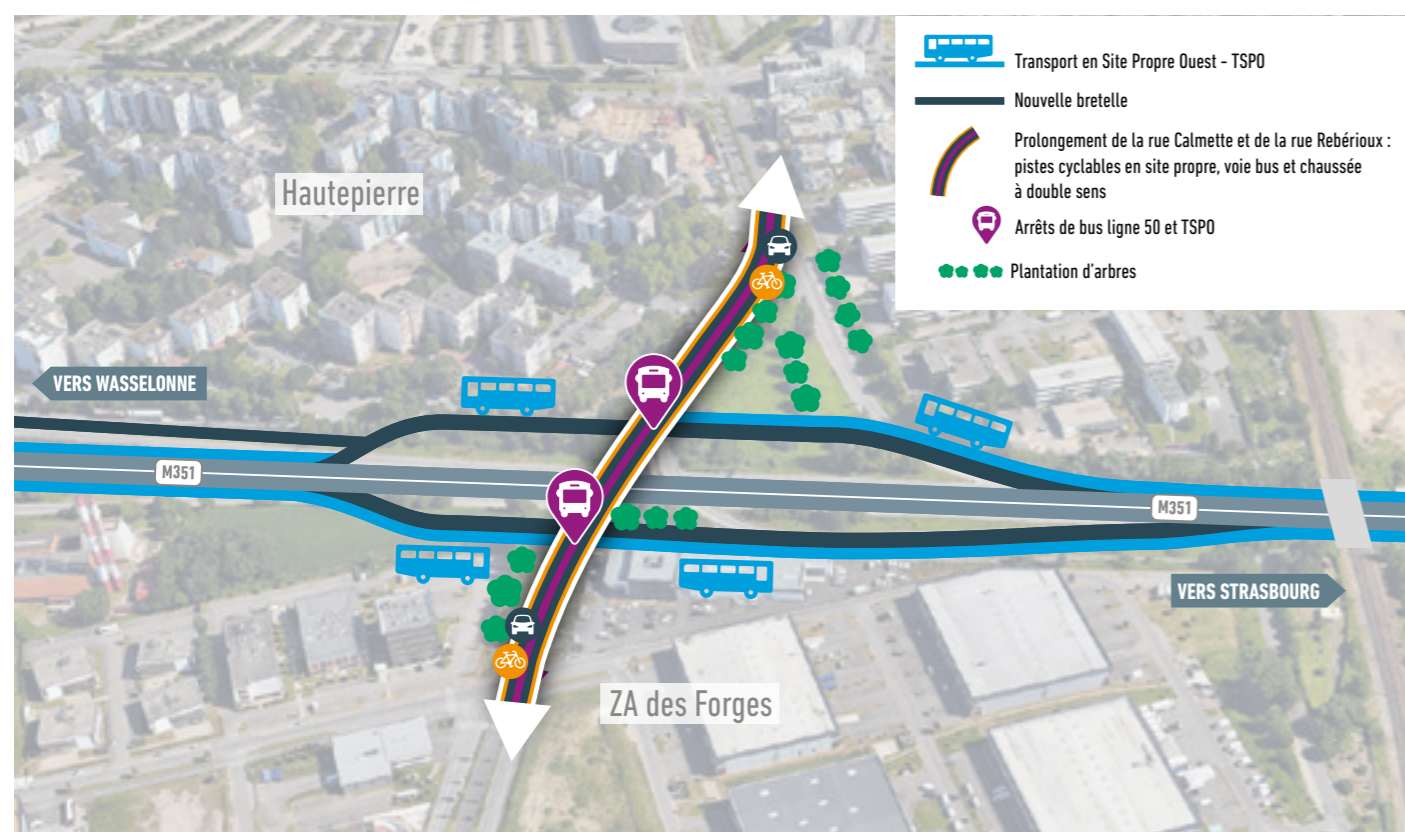 Transport en Site Propre Ouest - TSPO
Nouvelle bretelle
Prolongement de la rue Calmette et de la rue Rebérioux :
pistes cyclables en site propre, voie bus et chaussée
à double sens
Arrêts de bus ligne 50 et TSPO
Plantation d'arbres
Hautepierre
VERS WASSELONNE
M351
M351
VERS STRASBOURG
ZA des Forges